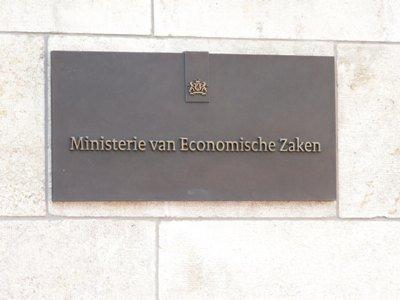 Ministerie van Economische Zaken